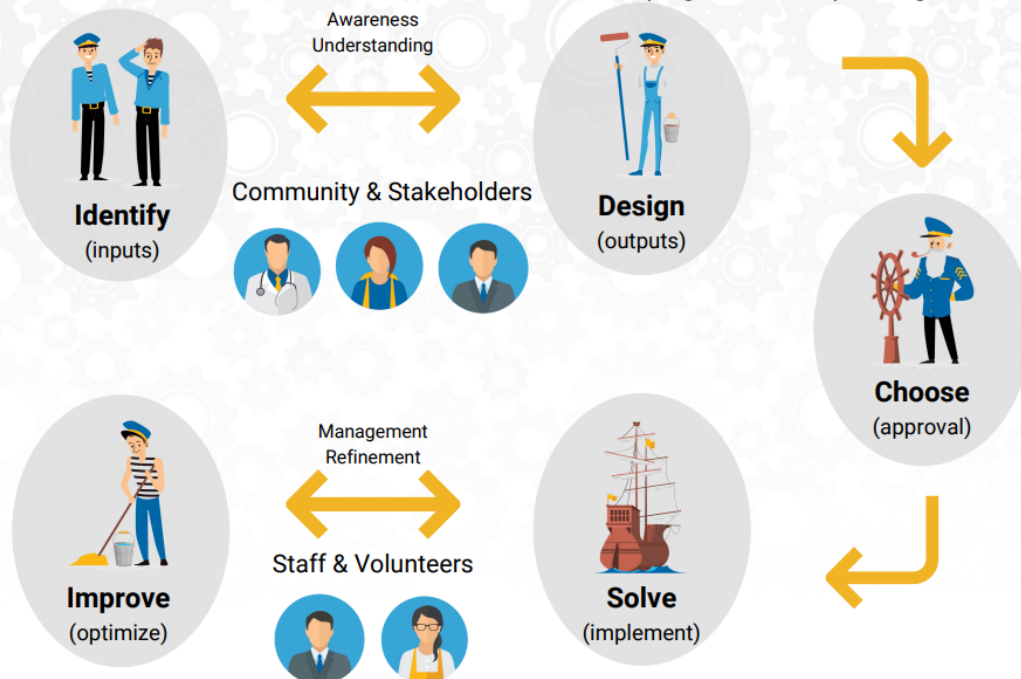 Awareness
Understanding
Identify
(inputs)
Community & Stakeholders
Design
(outputs)
Choose
(approval)
Management
Refinement
Staff & Volunteers
Improve
(optimize)
Solve
(implement)